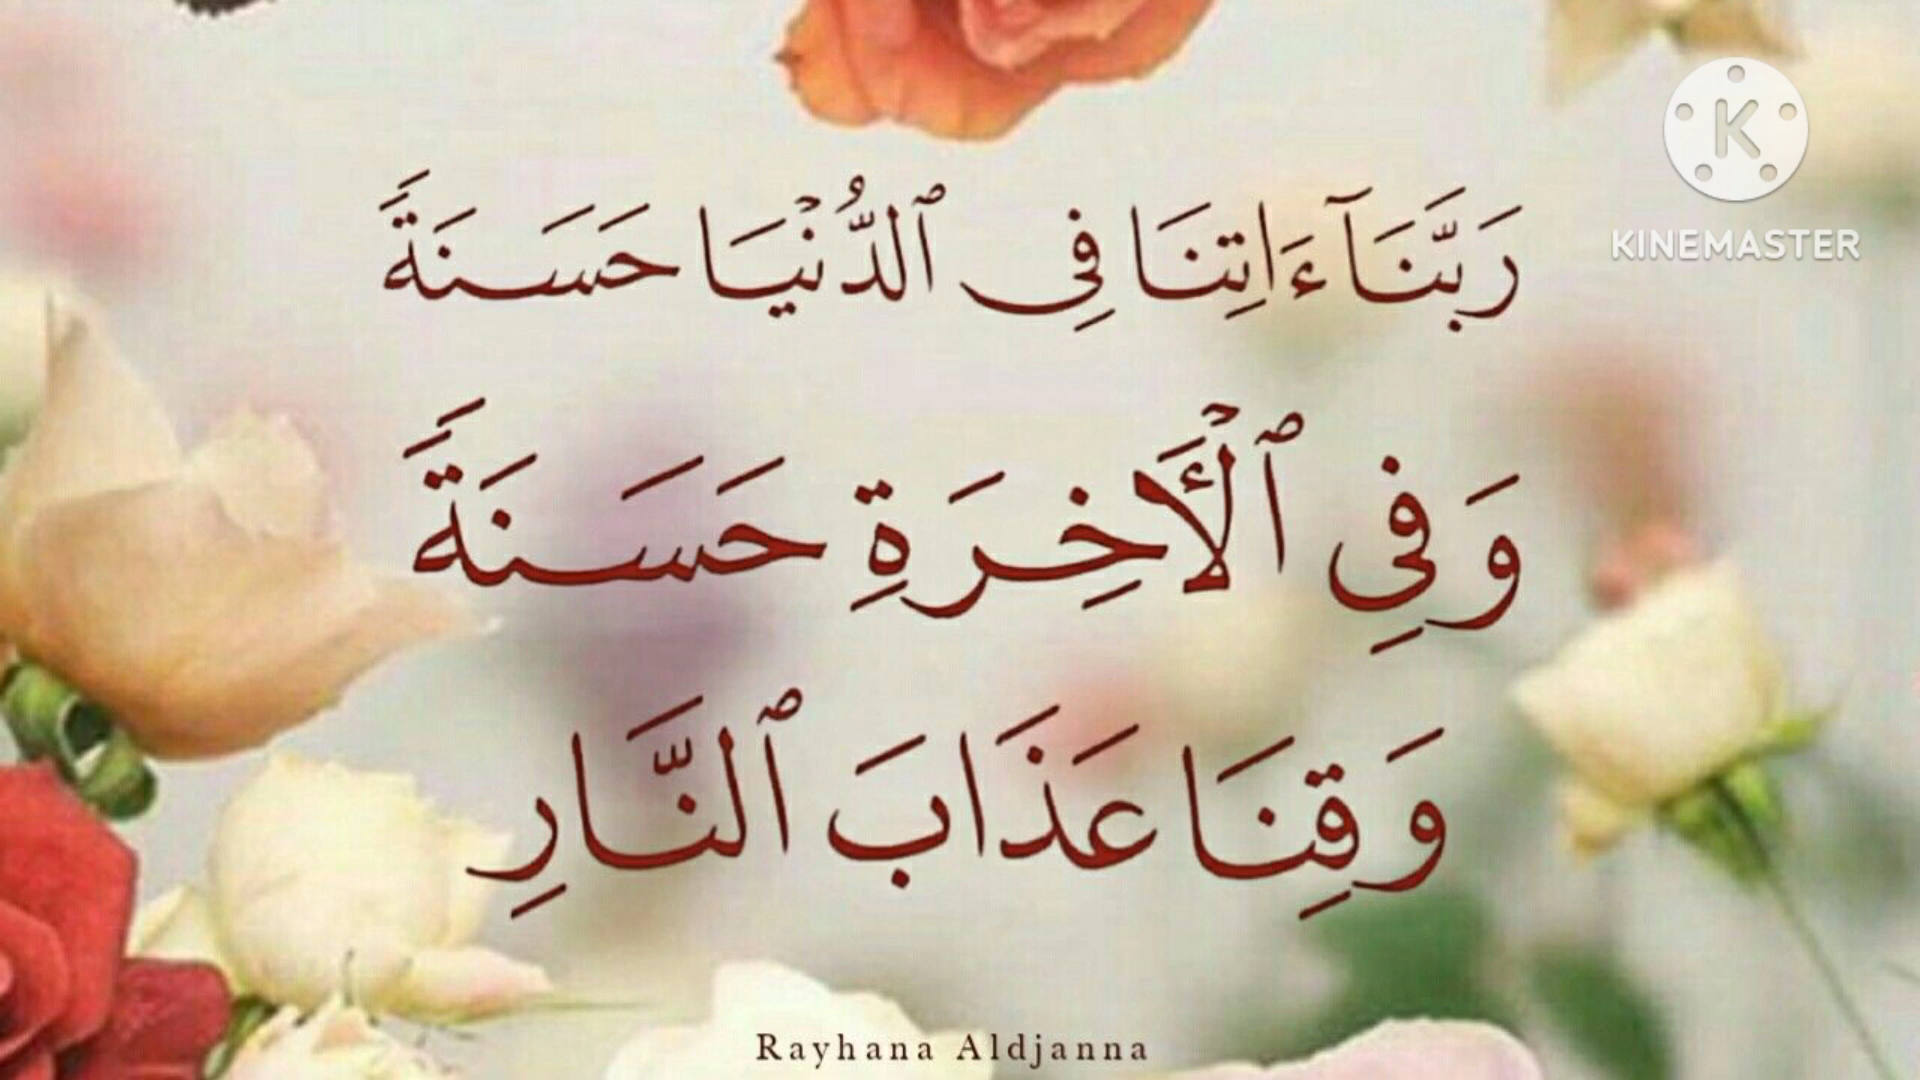 K
KINEMASTER
رَبَّنَآ ءَاتِنَا فِى ٱلدُّنْيَا حَسَنَةً
وَفِي ٱلْأَخِرَةِ حَسَنَةً
وَقِنَا عَذَابَ ٱلنَّارِ
Rayhana Aldjanna